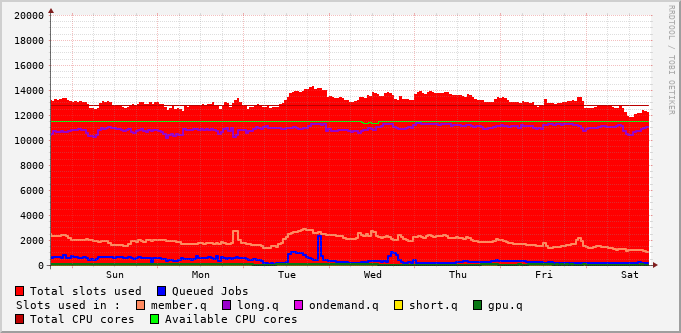 20000
18000
16000
14000
12000
10000
8000
6000
4000
2000
0
Sun Mon Tue Wed Thu Fri Sat
RRDTOOL / TOBI OETIKER
Total slots used Queued Jobs
Slots used in : member.q long.q ondemand.q short.q gpu.q
Total CPU cores Available CPU cores